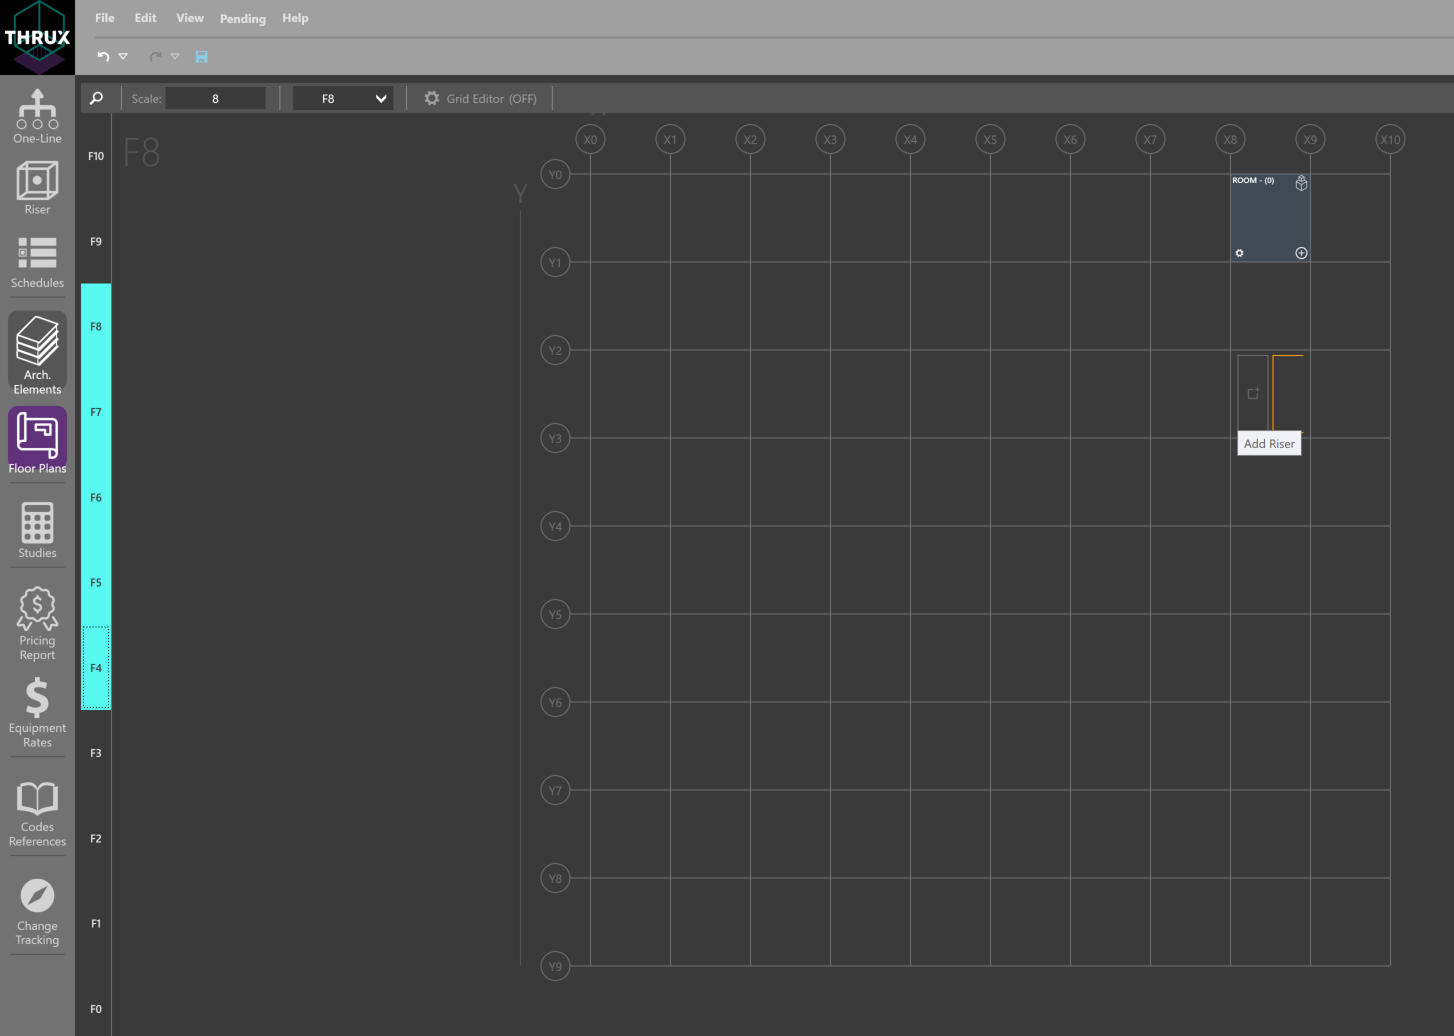 THRUX
File Edit View Pending Help
Scale: 8 F8 Grid Editor (OFF)
One-Line
Riser
Schedules
Arch.
Elements
Floor Plans
Studies
Pricing
Report
Equipment
Rates
Codes
References
Change
Tracking
F10
F9
F8
F7
F6
F5
F4
F3
F2
F1
F0
F8
X0 X1 X2 X3 X4 X5 X6 X7 X8 X9 X10
Y
Y0
Y1
Y2
Y3
Y4
Y5
Y6
Y7
Y8
Y9
ROOM - (0)
Add Riser